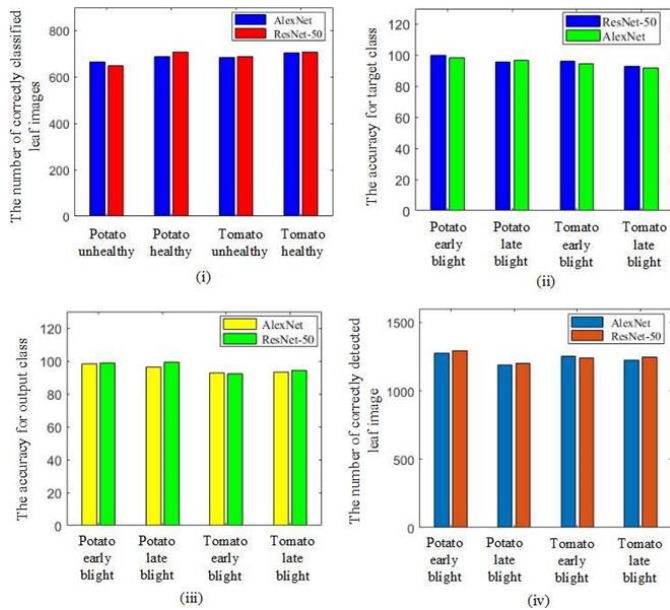 The number of correctly classified
leaf images
800
600
400
200
0
AlexNet
ResNet-50
Potato
unhealthy
Potato
healthy
Tomato
unhealthy
Tomato
healthy
(i)
The accuracy for target class
120
100
80
60
40
20
0
ResNet-50
AlexNet
Potato
early
blight
Potato
late
blight
Tomato
early
blight
Tomato
late
blight
(ii)
The accuracy for output class
120
100
80
60
40
20
0
AlexNet
ResNet-50
Potato
early
blight
Potato
late
blight
Tomato
early
blight
Tomato
late
blight
(iii)
The number of correctly detected
leaf image
1500
1000
500
0
AlexNet
ResNet-50
Potato
early
blight
Potato
late
blight
Tomato
early
blight
Tomato
late
blight
(iv)